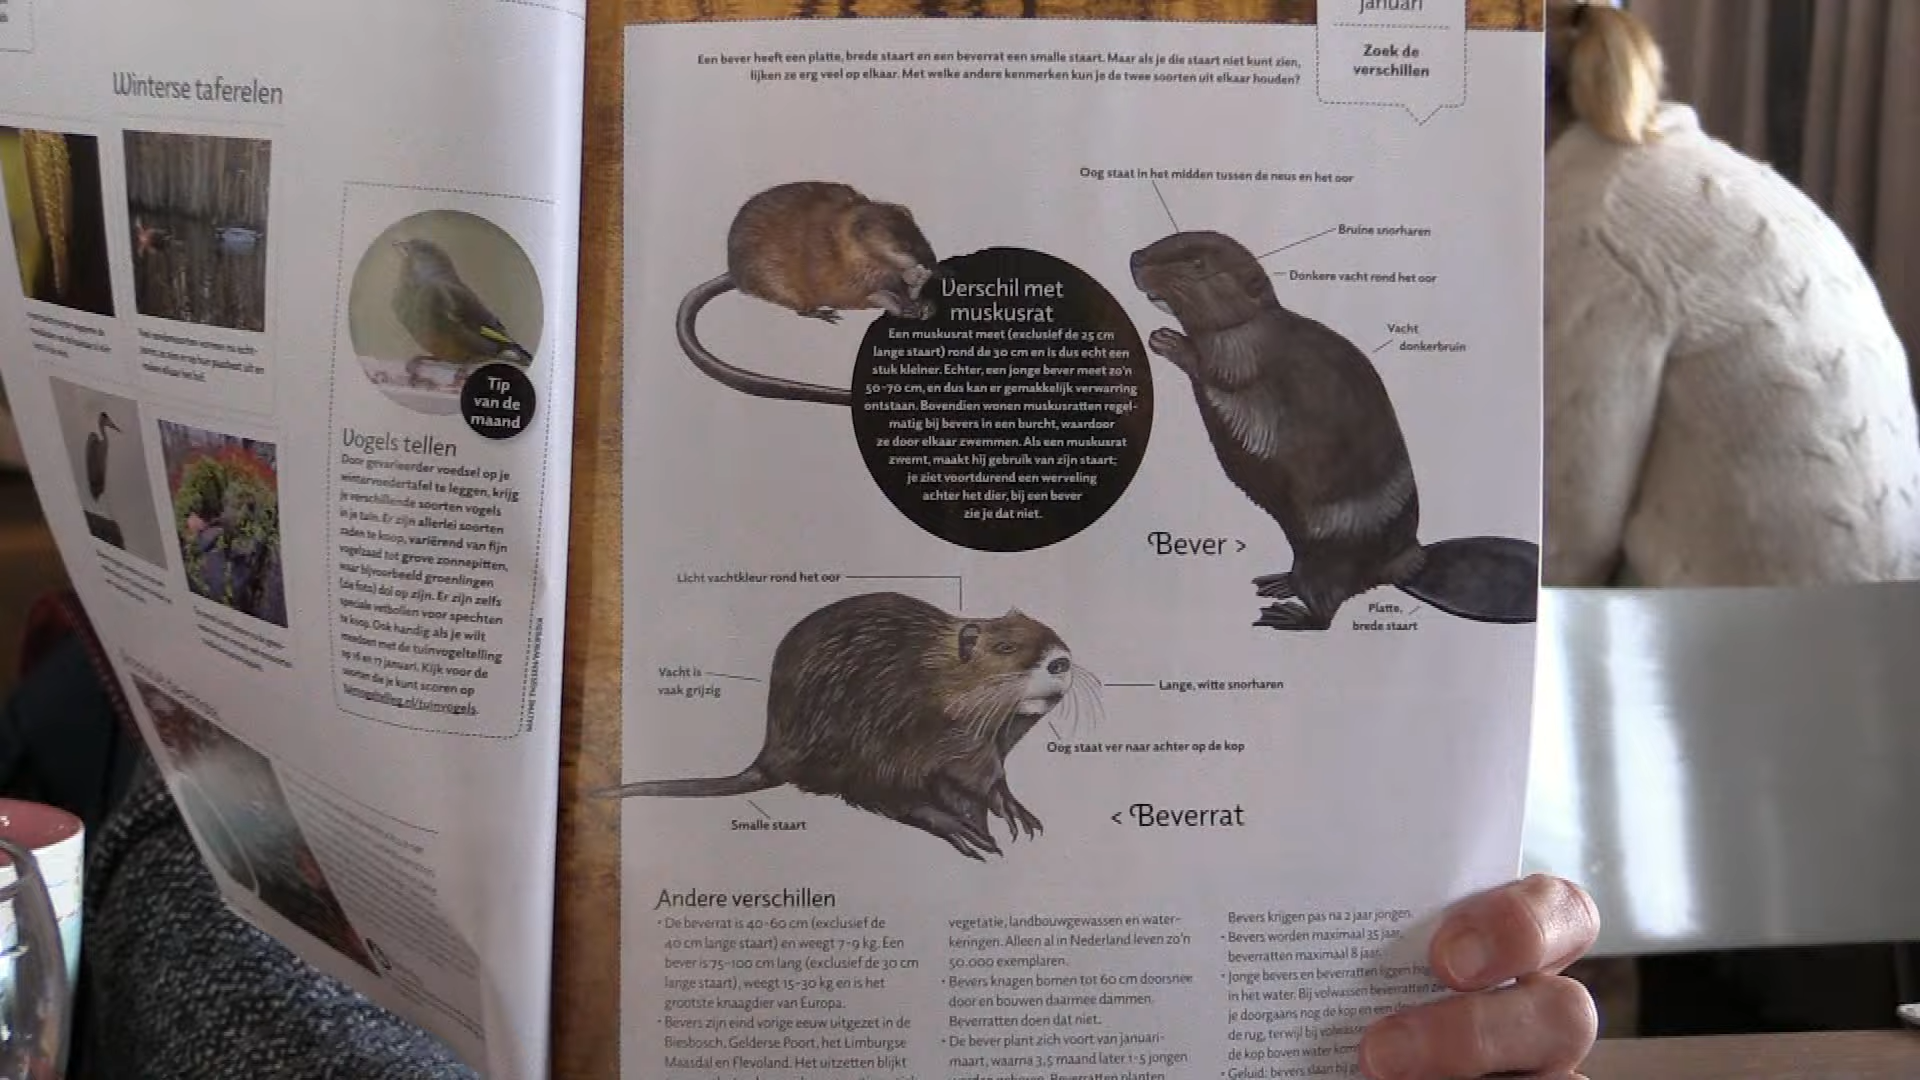 Winterse taferelen
Tip
van de
maand
Vogels tellen
Door gevarieerder voedsel op je
wintervoedertafel te leggen, krijg
je verschillende soorten vogels
in je tuin. Er zijn allerlei soorten
zaden te koop, variërend van fijn
vogelzaad tot grove zonnepitten,
waar bijvoorbeeld groenlingen
(zie foto) dol op zijn. Er zijn zelfs
speciale vetbollen voor spechten
te koop. Ook handig als je wilt
meedoen met de tuinvogeltelling
op 16 en 17 januari. Kijk voor de
soorten die je kunt scoren op
januari
Zoek de
verschillen
Een bever heeft een platte, brede staart en een beverrat een smalle staart. Maar als je die staart niet kunt zien,
lijken ze erg veel op elkaar. Met welke andere kenmerken kun je de twee soorten uit elkaar houden?
Oog staat in het midden tussen de neus en het oor
Bruine snorharen
Donkere vacht rond het oor
Vacht
donkerbruin
Verschil met
muskusrat
Een muskusrat meet (exclusief de 25 cm
lange staart) rond de 30 cm en is dus echt een
stuk kleiner. Echter, een jonge bever meet zo'n
50-70 cm, en dus kan er gemakkelijk verwarring
ontstaan. Bovendien wonen muskusratten regel-
matig bij bevers in een burcht, waardoor
ze door elkaar zwemmen. Als een muskusrat
zwemt, maakt hij gebruik van zijn staart;
je ziet voortdurend een werveling
achter het dier, bij een bever
zie je dat niet.
Bever >
Platte,
brede staart
Licht vachtkleur rond het oor
Vacht is
vaak grijzig
Lange, witte snorharen
Oog staat ver naar achter op de kop
Smalle staart
< Beverrat
Andere verschillen
• De beverrat is 40-60 cm (exclusief de
40 cm lange staart) en weegt 7-9 kg. Een
bever is 75-100 cm lang (exclusief de 30 cm
lange staart), weegt 15-30 kg en is het
grootste knaagdier van Europa.
• Bevers zijn eind vorige eeuw uitgezet in de
Biesbosch, Gelderse Poort, het Limburgse
Maasdal en Flevoland. Het uitzetten blijkt
vegetatie, landbouwgewassen en water-
keringen. Alleen al in Nederland leven zo'n
50.000 exemplaren.
• Bevers knagen bomen tot 60 cm doorsnee
door en bouwen daarmee dammen.
Beverratten doen dat niet.
• De bever plant zich voort van januari-
maart, waarna 3,5 maand later 1-5 jongen
worden geboren. Beverratten planten
Bevers krijgen pas na 2 jaar jongen.
• Bevers worden maximaal 35 jaar,
beverratten maximaal 8 jaar.
• Jonge bevers en beverratten liggen
in het water. Bij volwassen beverratten
je doorgaans nog de kop en een
de rug, terwijl bij
de kop boven water
• Geluid: bevers slaan bij